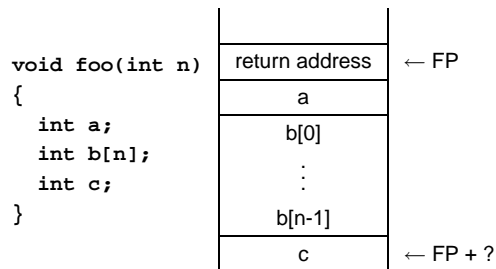 void foo(int n)
{
int a;
int b[n];
int c;
}
return address
← FP
a
b[0]
⋮
b[n-1]
c
← FP + ?